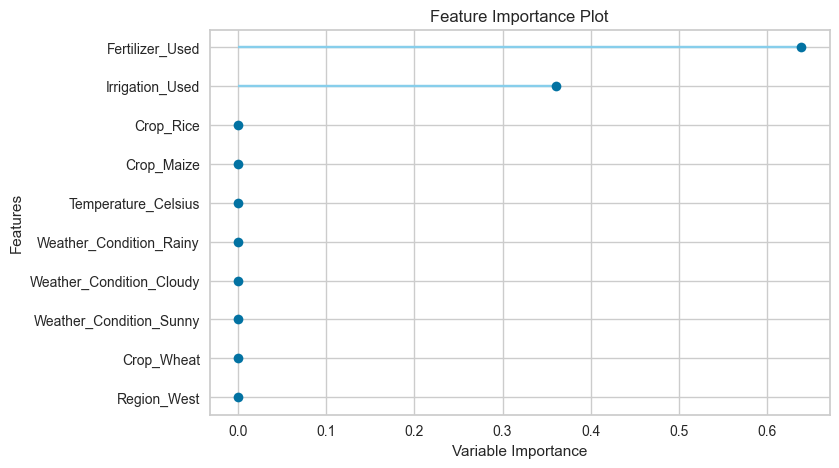 Feature Importance Plot
Features
Fertilizer_Used
Irrigation_Used
Crop_Rice
Crop_Maize
Temperature_Celsius
Weather_Condition_Rainy
Weather_Condition_Cloudy
Weather_Condition_Sunny
Crop_Wheat
Region_West
0.0 0.1 0.2 0.3 0.4 0.5 0.6
Variable Importance